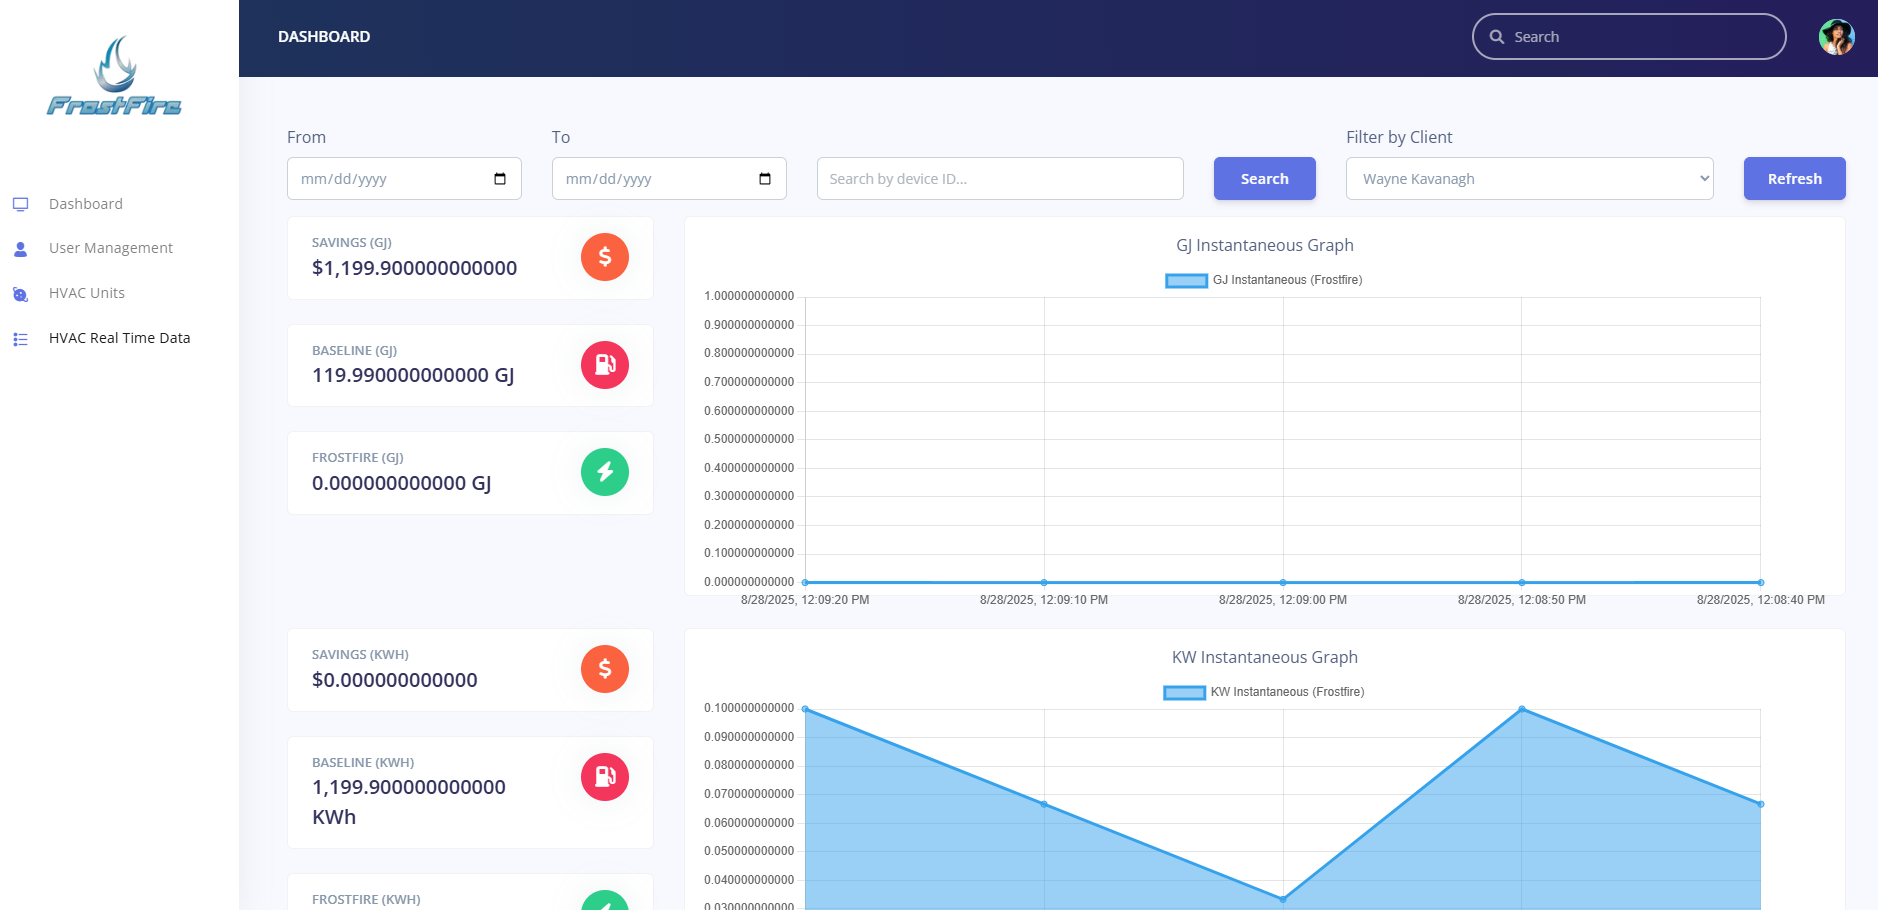 FrostFire
DASHBOARD
Search
Dashboard
User Management
HVAC Units
HVAC Real Time Data
From
To
Filter by Client
mm/dd/yyyy
mm/dd/yyyy
Search by device ID...
Search
Wayne Kavanagh
Refresh
SAVINGS (GJ)
$1,199.900000000000
BASELINE (GJ)
119.990000000000 GJ
FROSTFIRE (GJ)
0.000000000000 GJ
GJ Instantaneous Graph
GJ Instantaneous (Frostfire)
1.000000000000
0.900000000000
0.800000000000
0.700000000000
0.600000000000
0.500000000000
0.400000000000
0.300000000000
0.200000000000
0.100000000000
0.000000000000
8/28/2025, 12:09:20 PM
8/28/2025, 12:09:10 PM
8/28/2025, 12:09:00 PM
8/28/2025, 12:08:50 PM
8/28/2025, 12:08:40 PM
SAVINGS (KWH)
$0.000000000000
BASELINE (KWH)
1,199.900000000000
KWh
FROSTFIRE (KWH)
KW Instantaneous Graph
KW Instantaneous (Frostfire)
0.100000000000
0.090000000000
0.080000000000
0.070000000000
0.060000000000
0.050000000000
0.040000000000
0.030000000000